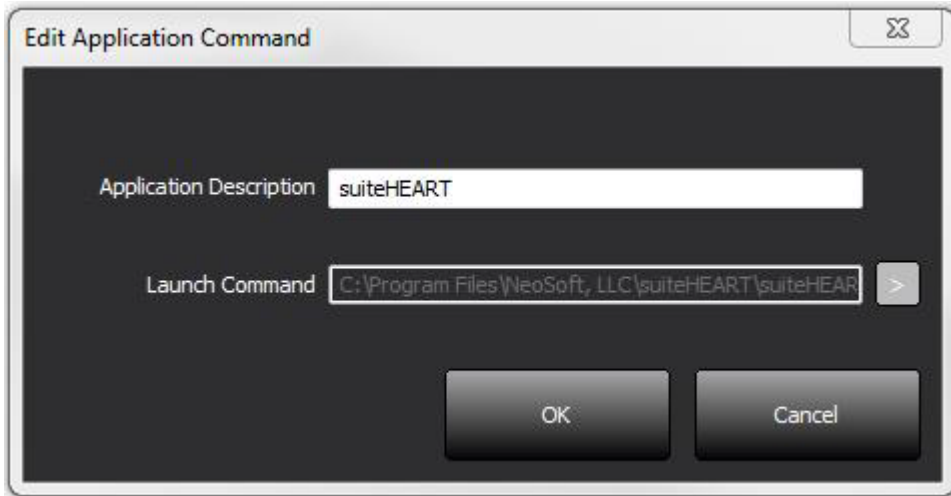 Edit Application Command
Application Description suiteHEART
Launch Command C:\Program Files\NeoSoft, LLC\suiteHEART\suiteHEAR >
OK Cancel